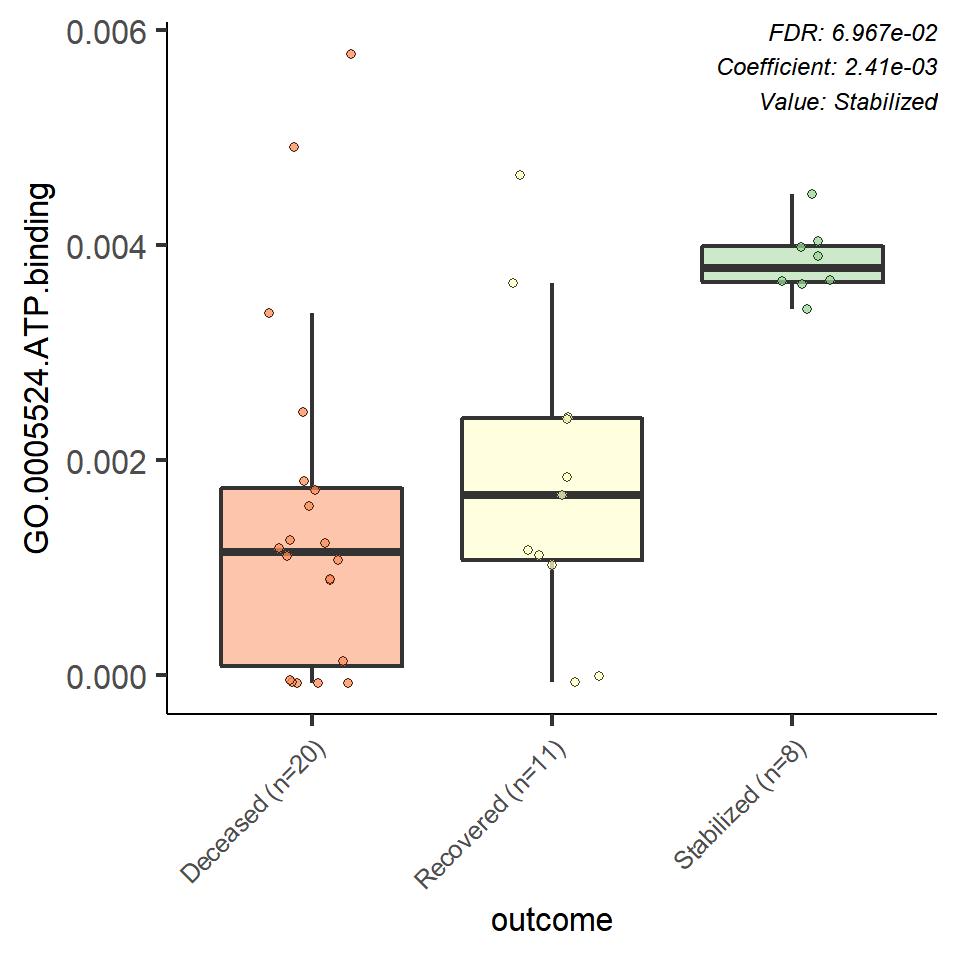 FDR: 6.967e-02
Coefficient: 2.41e-03
Value: Stabilized
GO.0005524.ATP.binding
0.006
0.004
0.002
0.000
Deceased (n=20)
Recovered (n=11)
Stabilized (n=8)
outcome